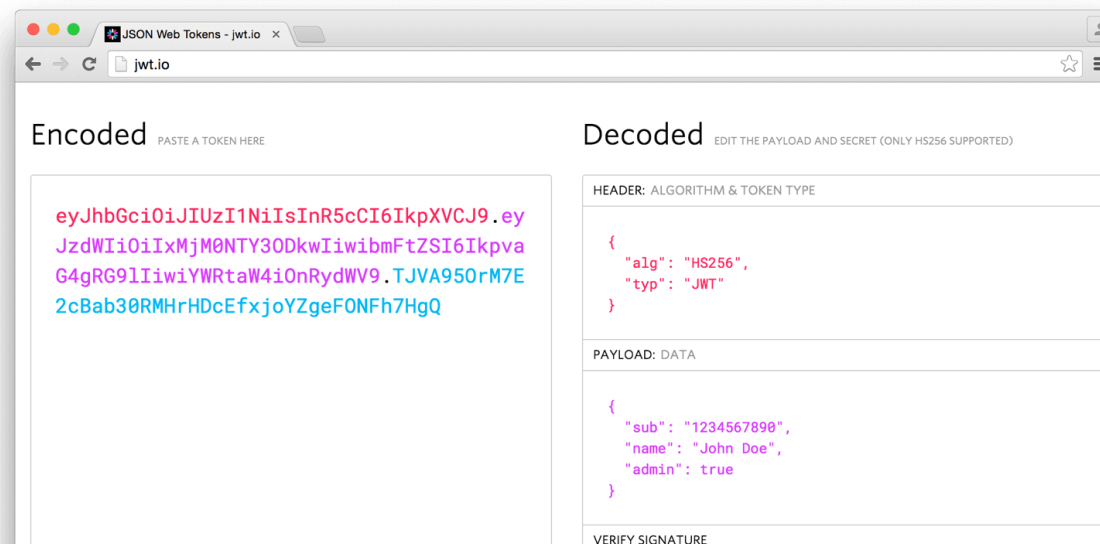 JSON Web Tokens - jwt.io
jwt.io
Encoded PASTE A TOKEN HERE
eyJhbGciOiJIUzI1NiIsInR5cCI6IkpXVCJ9.ey
JzdWIiOiIxMjM0NTY3ODkwIiwibmFtZSI6Ikpva
G4gRG9lIiwiYWRtaW4iOnRydWV9.TJVA95OrM7E
2cBab30RMHrHDcEfxjoYZgeFONFh7HgQ
Decoded EDIT THE PAYLOAD AND SECRET (ONLY HS256 SUPPORTED)
HEADER: ALGORITHM & TOKEN TYPE
{
"alg": "HS256",
"typ": "JWT"
}
PAYLOAD: DATA
{
"sub": "1234567890",
"name": "John Doe",
"admin": true
}
VERIFY SIGNATURE